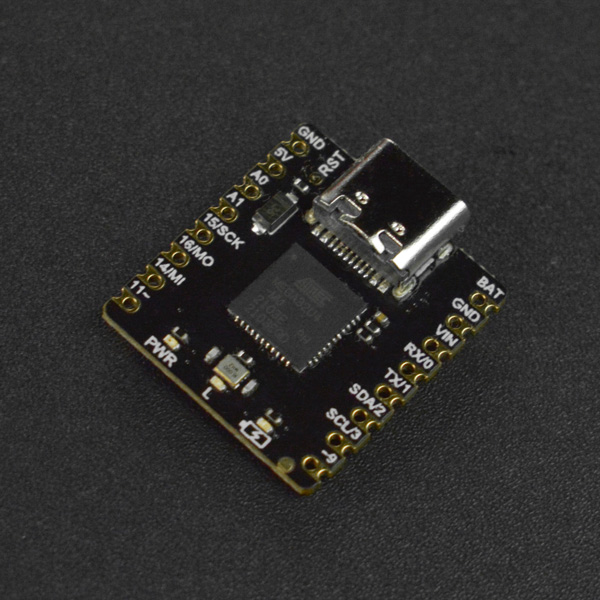 GND
5V
A0
A1
15/SCK
16/MO
14/MI
11~
RST
PWR
L
BAT
GND
VIN
RX/0
TX/1
SDA/2
SCL/3
~9